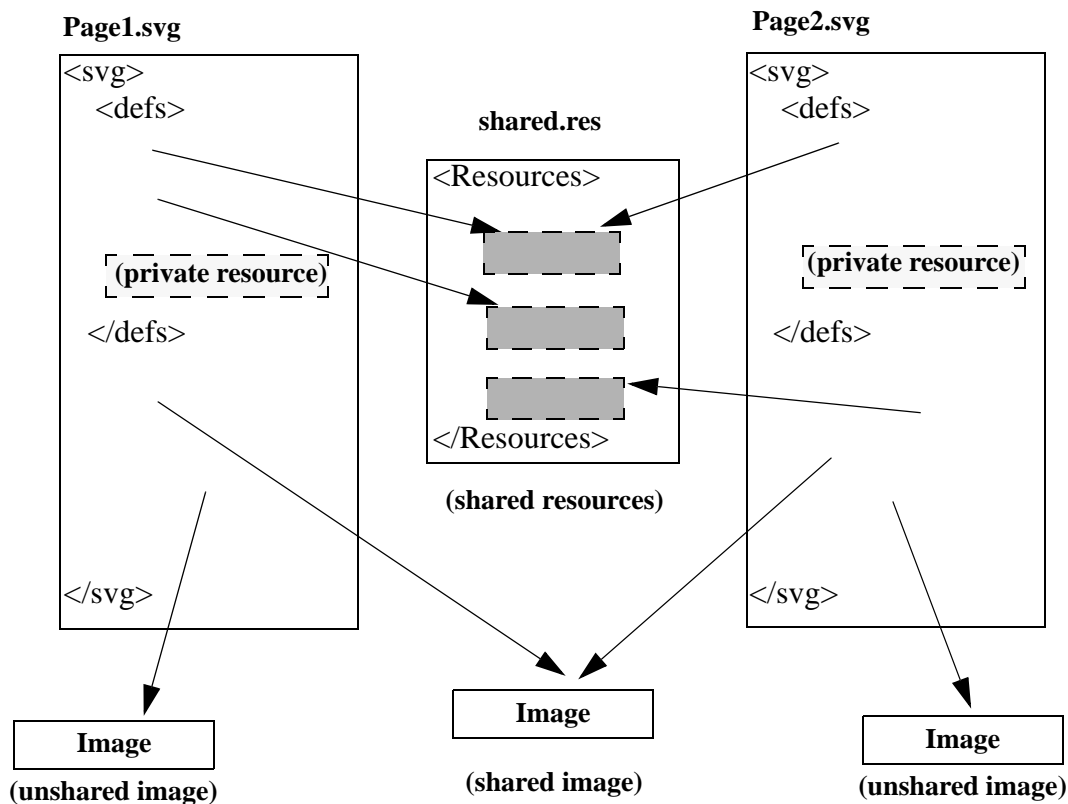 Page1.svg
<svg>
<defs>
(private resource)
</defs>
</svg>
Image
(unshared image)
shared.res
<Resources>
</Resources>
(shared resources)
Image
(shared image)
Page2.svg
<svg>
<defs>
(private resource)
</defs>
</svg>
Image
(unshared image)